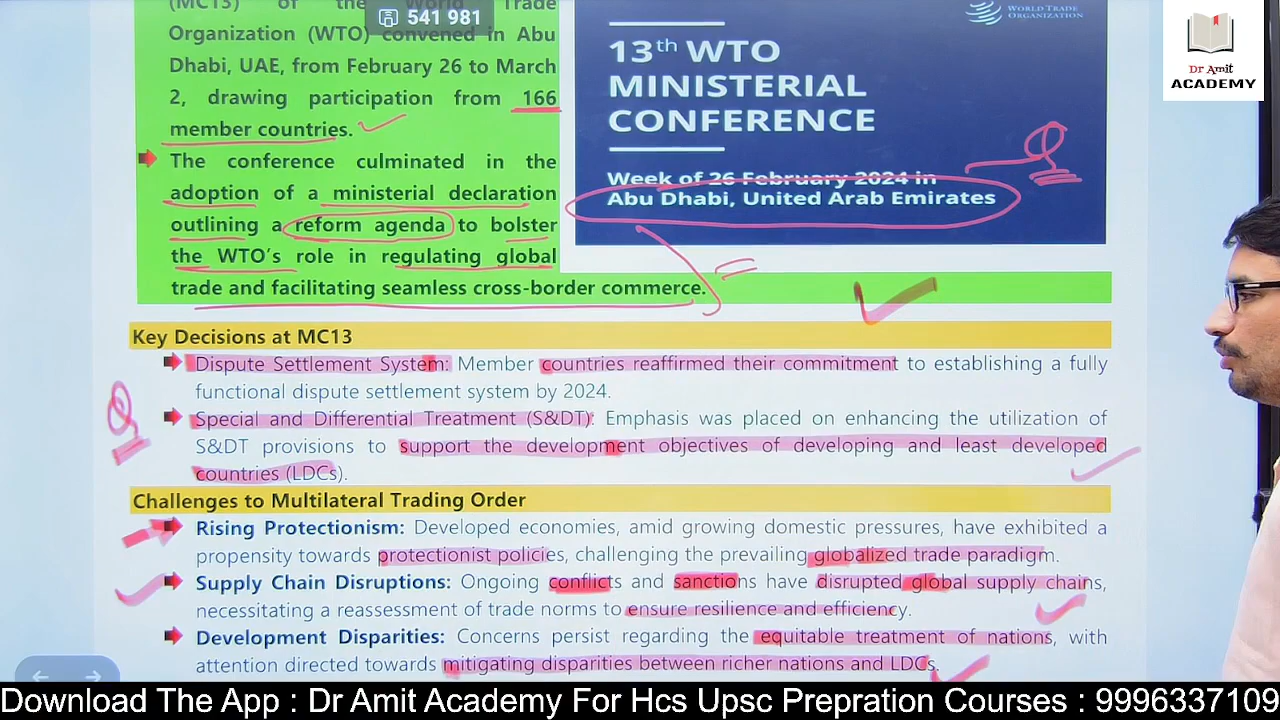 (MC13) of the World Trade
541 981
Organization (WTO) convened in Abu
Dhabi, UAE, from February 26 to March
2, drawing participation from 166
member countries.
The conference culminated in the
adoption of a ministerial declaration
outlining a reform agenda to bolster
the WTO's role in regulating global
trade and facilitating seamless cross-border commerce.
WORLD TRADE
ORGANIZATION
13th WTO
MINISTERIAL
CONFERENCE
Week of 26 February 2024 in
Abu Dhabi, United Arab Emirates
Dr Amit
ACADEMY
Key Decisions at MC13
Dispute Settlement System: Member countries reaffirmed their commitment to establishing a fully
functional dispute settlement system by 2024.
Special and Differential Treatment (S&DT): Emphasis was placed on enhancing the utilization of
S&DT provisions to support the development objectives of developing and least developed
countries (LDCs).
Challenges to Multilateral Trading Order
Rising Protectionism: Developed economies, amid growing domestic pressures, have exhibited a
propensity towards protectionist policies, challenging the prevailing globalized trade paradigm.
Supply Chain Disruptions: Ongoing conflicts and sanctions have disrupted global supply chains,
necessitating a reassessment of trade norms to ensure resilience and efficiency.
Development Disparities: Concerns persist regarding the equitable treatment of nations, with
attention directed towards mitigating disparities between richer nations and LDCs.
Download The App : Dr Amit Academy For Hcs Upsc Prepration Courses : 9996337109